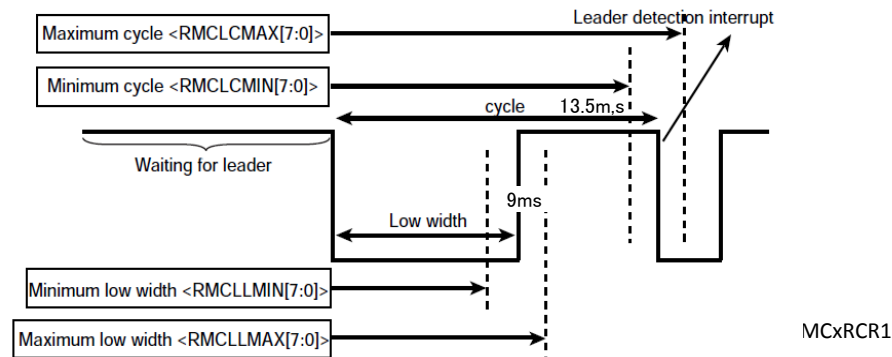 Leader detection interrupt
Maximum cycle <RMCLCMAX[7:0]>
Minimum cycle <RMCLCMIN[7:0]>
cycle 13.5m,s
Waiting for leader
9ms
Low width
Minimum low width <RMCLLMIN[7:0]>
Maximum low width <RMCLLMAX[7:0]>
MCxRCR1